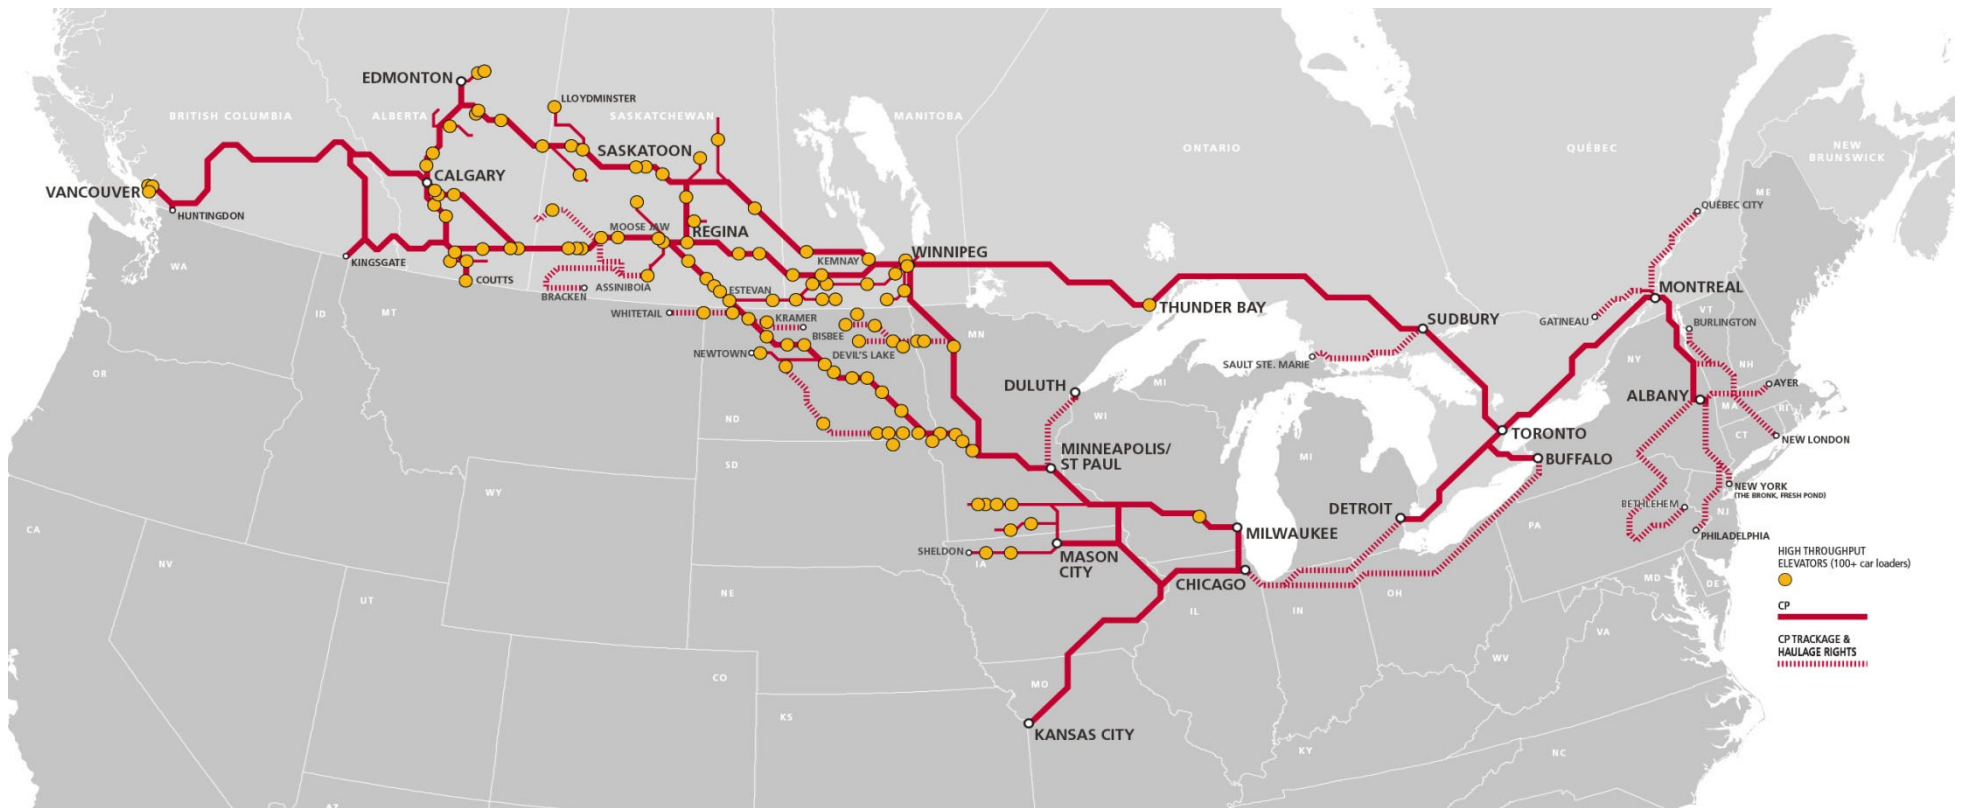 EDMONTON
LLOYDMINSTER
BRITISH COLUMBIA
ALBERTA
SASKATCHEWAN
MANITOBA
ONTARIO
QUÉBEC
NEW
BRUNSWICK
SASKATOON
CALGARY
VANCOUVER
HUNTINGDON
ME
QUÉBEC CITY
MOOSE JAW
REGINA
WINNIPEG
KEMNAY
KINGSGATE
WA
COUTTS
ASSINIBOIA
BRACKEN
ESTEVAN
MONTREAL
THUNDER BAY
SUDBURY
GATINEAU
VT
BURLINGTON
ID
MT
WHITETAIL
KRAMER
BISBEE
MN
NEWTOWN
DEVIL'S LAKE
SAULT STE. MARIE
NY
NH
OR
DULUTH
MI
WI
ALBANY
AYER
MA
RI
ND
CT
NEW LONDON
TORONTO
MINNEAPOLIS/
ST PAUL
MI
BUFFALO
SD
WY
NEW YORK
(THE BRONK, FRESH POND)
BETHLEHEM
DETROIT
NJ
PA
PHILADELPHIA
CA
MILWAUKEE
SHELDON
IA
MASON
CITY
CHICAGO
NV
UT
NE
IL
IN
OH
MD
DE
HIGH THROUGHPUT
ELEVATORS (100+ car loaders)
CP
CP TRACKAGE &
HAULAGE RIGHTS
VA
WV
CO
MO
KS
KANSAS CITY
KY
NC
AZ